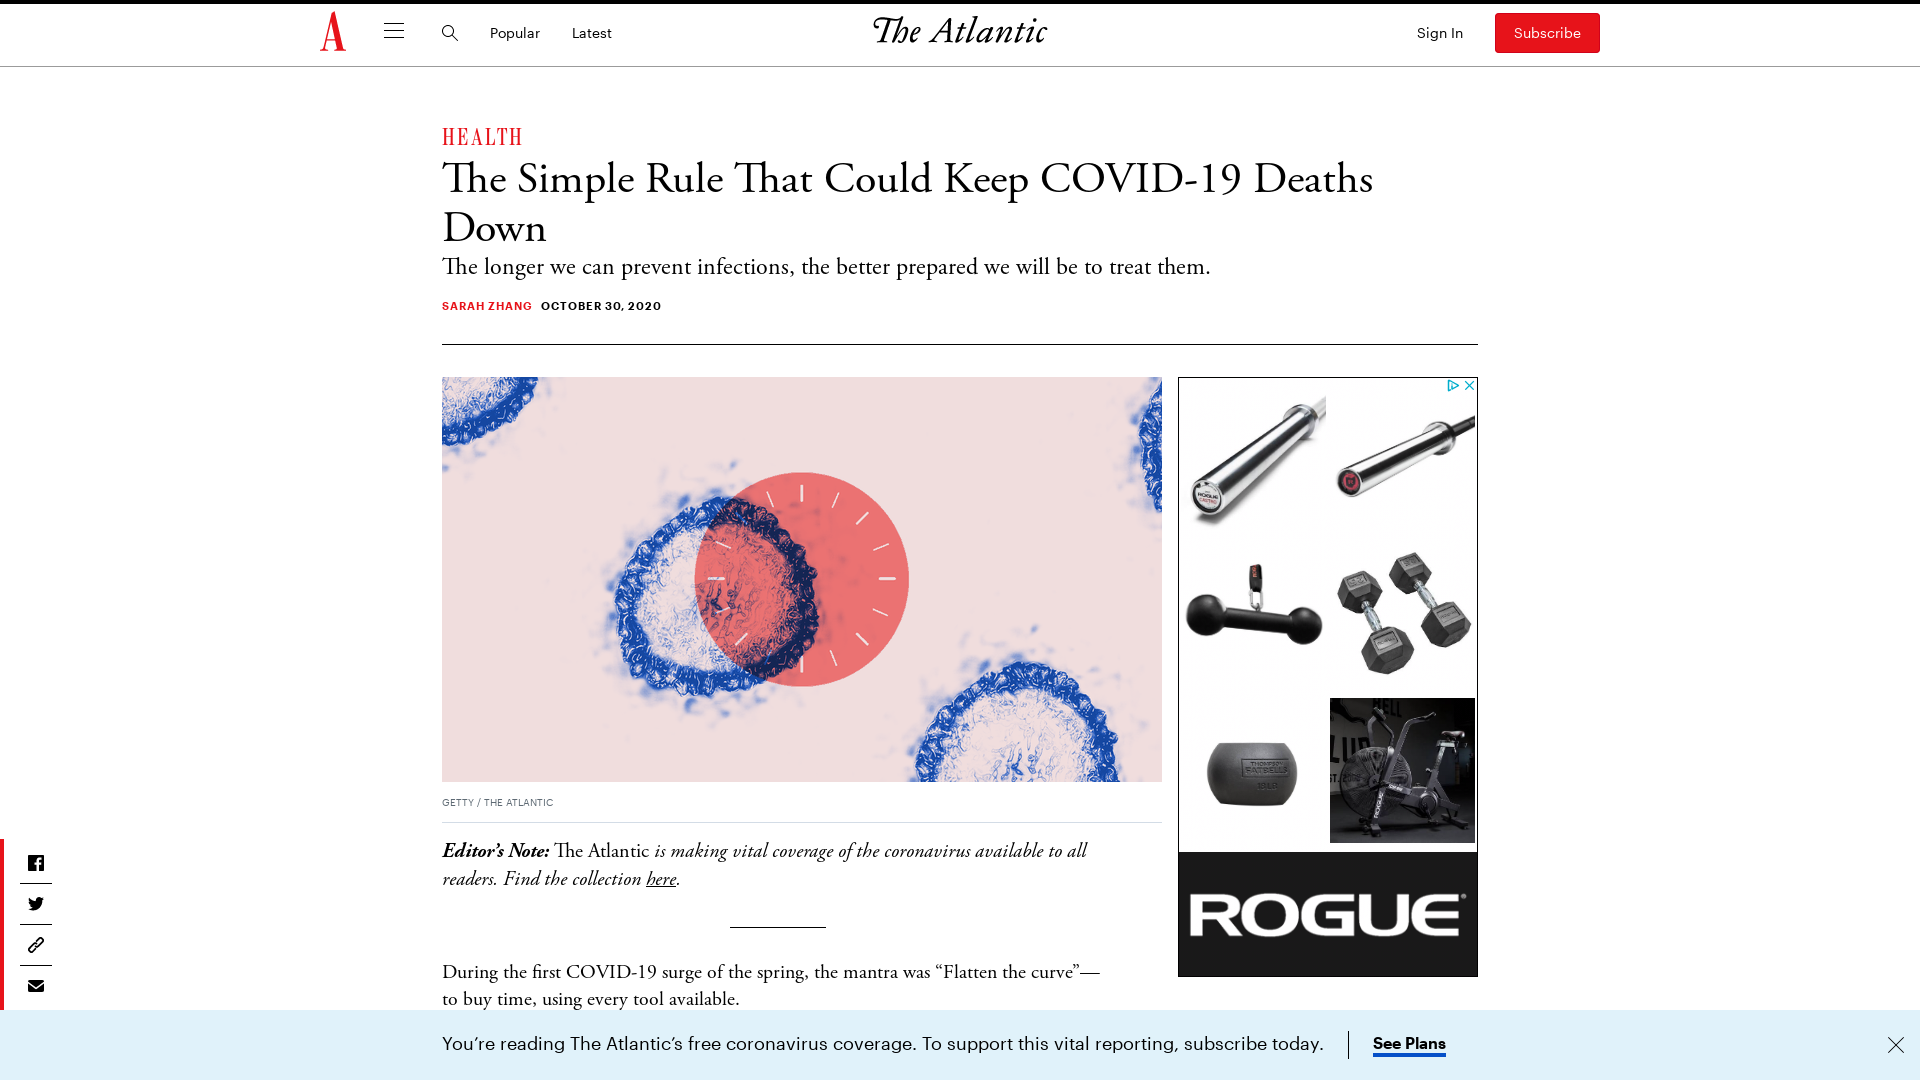 A
Popular
Latest
The Atlantic
Sign In
Subscribe
HEALTH
The Simple Rule That Could Keep COVID-19 Deaths
Down
The longer we can prevent infections, the better prepared we will be to treat them.
SARAH ZHANG OCTOBER 30, 2020
GETTY / THE ATLANTIC
Editor’s Note: The Atlantic is making vital coverage of the coronavirus available to all
readers. Find the collection here.
During the first COVID-19 surge of the spring, the mantra was “Flatten the curve”—
to buy time, using every tool available.
ROGUE
You’re reading The Atlantic’s free coronavirus coverage. To support this vital reporting, subscribe today.
See Plans